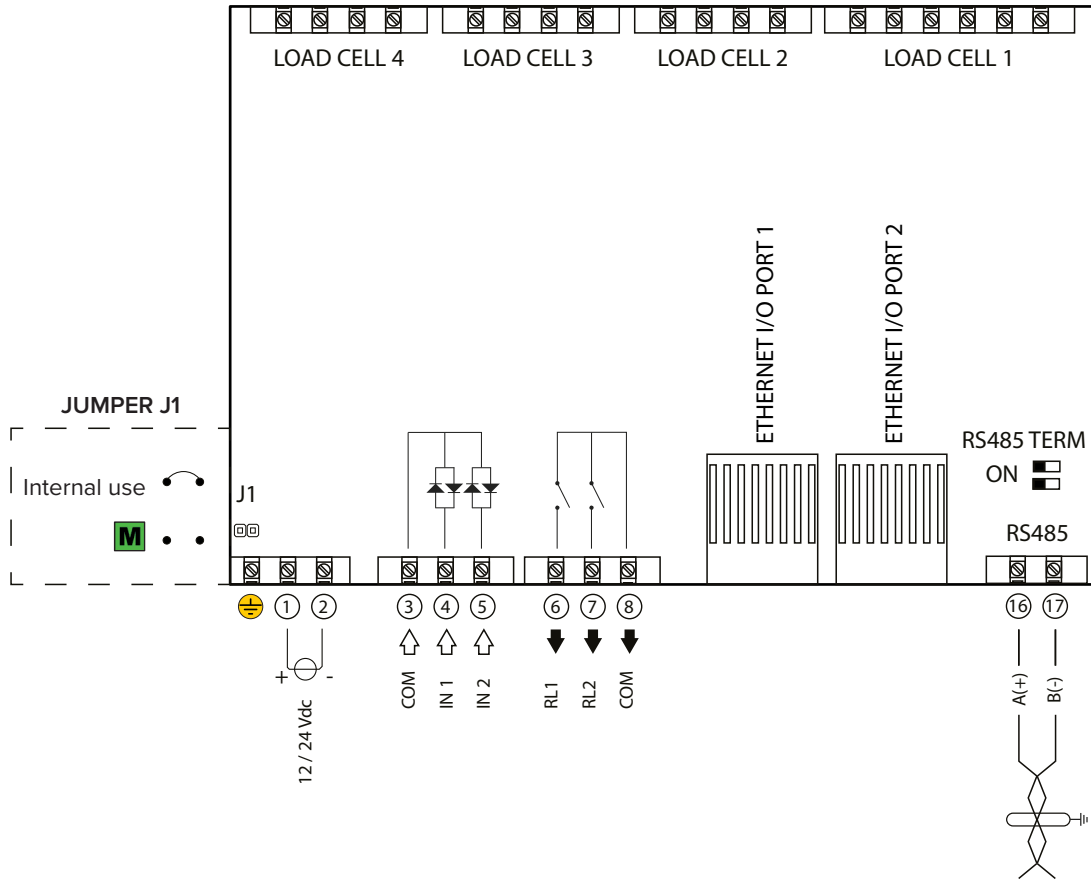 LOAD CELL 4
LOAD CELL 3
LOAD CELL 2
LOAD CELL 1
ETHERNET I/O PORT 1
ETHERNET I/O PORT 2
JUMPER J1
Internal use
M
J1
RS485 TERM
ON
RS485
1
2
3
4
5
6
7
8
16
17
+
-
12 / 24 Vdc
COM
IN 1
IN 2
RL1
RL2
COM
A(+)
B(-)